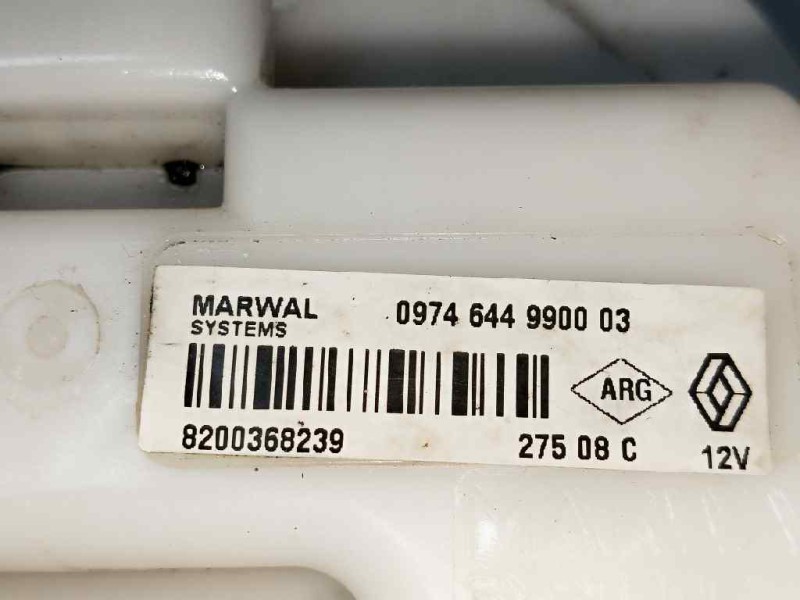 MARWAL 0974 644 9900 03
SYSTEMS
ARG
8200368239 275 08 C 12V